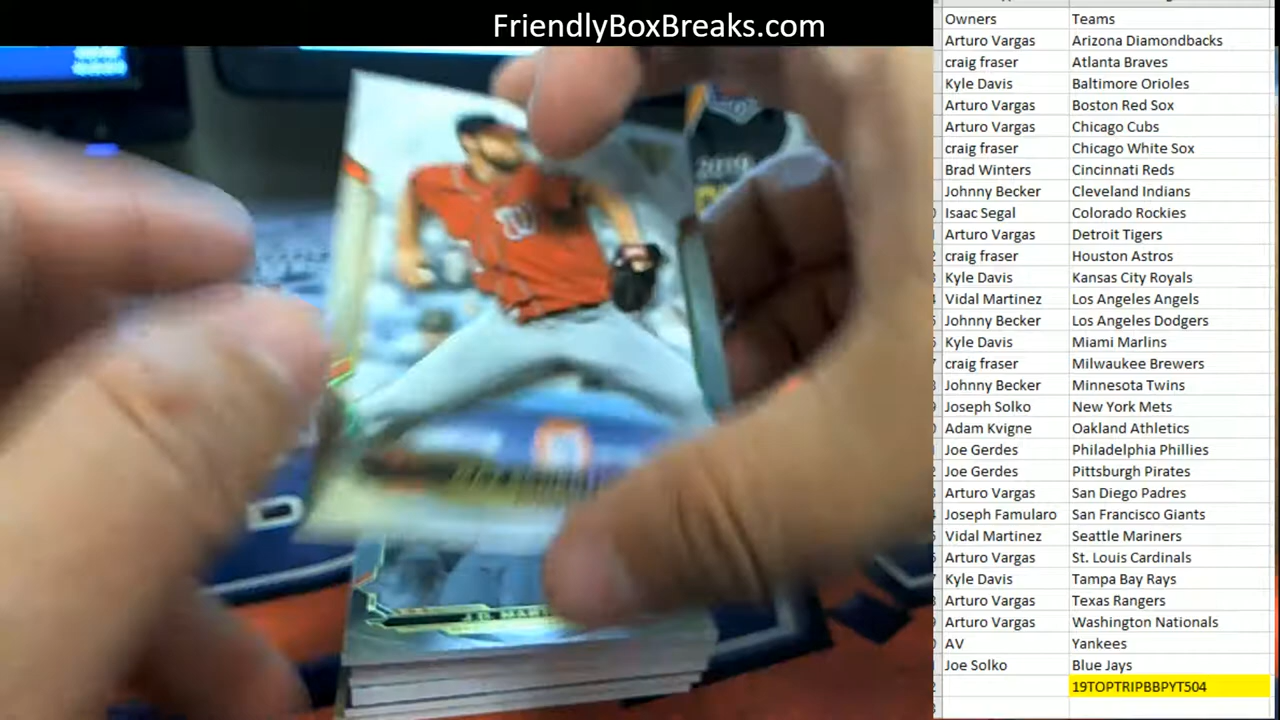 FriendlyBoxBreaks.com
Owners Teams
Arturo Vargas Arizona Diamondbacks
craig fraser Atlanta Braves
Kyle Davis Baltimore Orioles
Arturo Vargas Boston Red Sox
Arturo Vargas Chicago Cubs
craig fraser Chicago White Sox
Brad Winters Cincinnati Reds
Johnny Becker Cleveland Indians
Isaac Segal Colorado Rockies
Arturo Vargas Detroit Tigers
craig fraser Houston Astros
Kyle Davis Kansas City Royals
Vidal Martinez Los Angeles Angels
Johnny Becker Los Angeles Dodgers
Kyle Davis Miami Marlins
craig fraser Milwaukee Brewers
Johnny Becker Minnesota Twins
Joseph Solko New York Mets
Adam Kvigne Oakland Athletics
Joe Gerdes Philadelphia Phillies
Joe Gerdes Pittsburgh Pirates
Arturo Vargas San Diego Padres
Joseph Famularo San Francisco Giants
Vidal Martinez Seattle Mariners
Arturo Vargas St. Louis Cardinals
Kyle Davis Tampa Bay Rays
Arturo Vargas Texas Rangers
Arturo Vargas Washington Nationals
AV Yankees
Joe Solko Blue Jays
19TOPTRIPBBPYT504
2019
W
J.D.